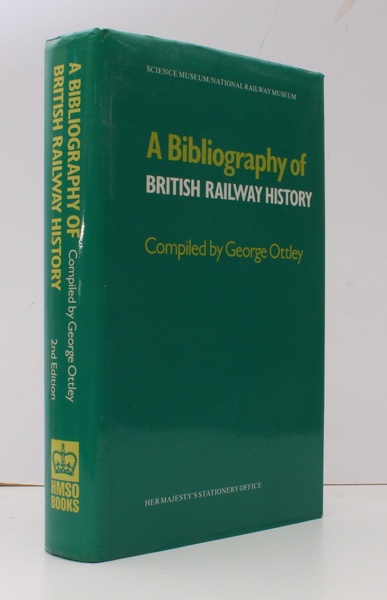 SCIENCE MUSEUM/NATIONAL RAILWAY MUSEUM
A Bibliography of
BRITISH RAILWAY HISTORY
Compiled by George Ottley
HER MAJESTY'S STATIONERY OFFICE
A BIBLIOGRAPHY OF
BRITISH RAILWAY HISTORY
Compiled by George Ottley
2nd Edition
HMSO
BOOKS